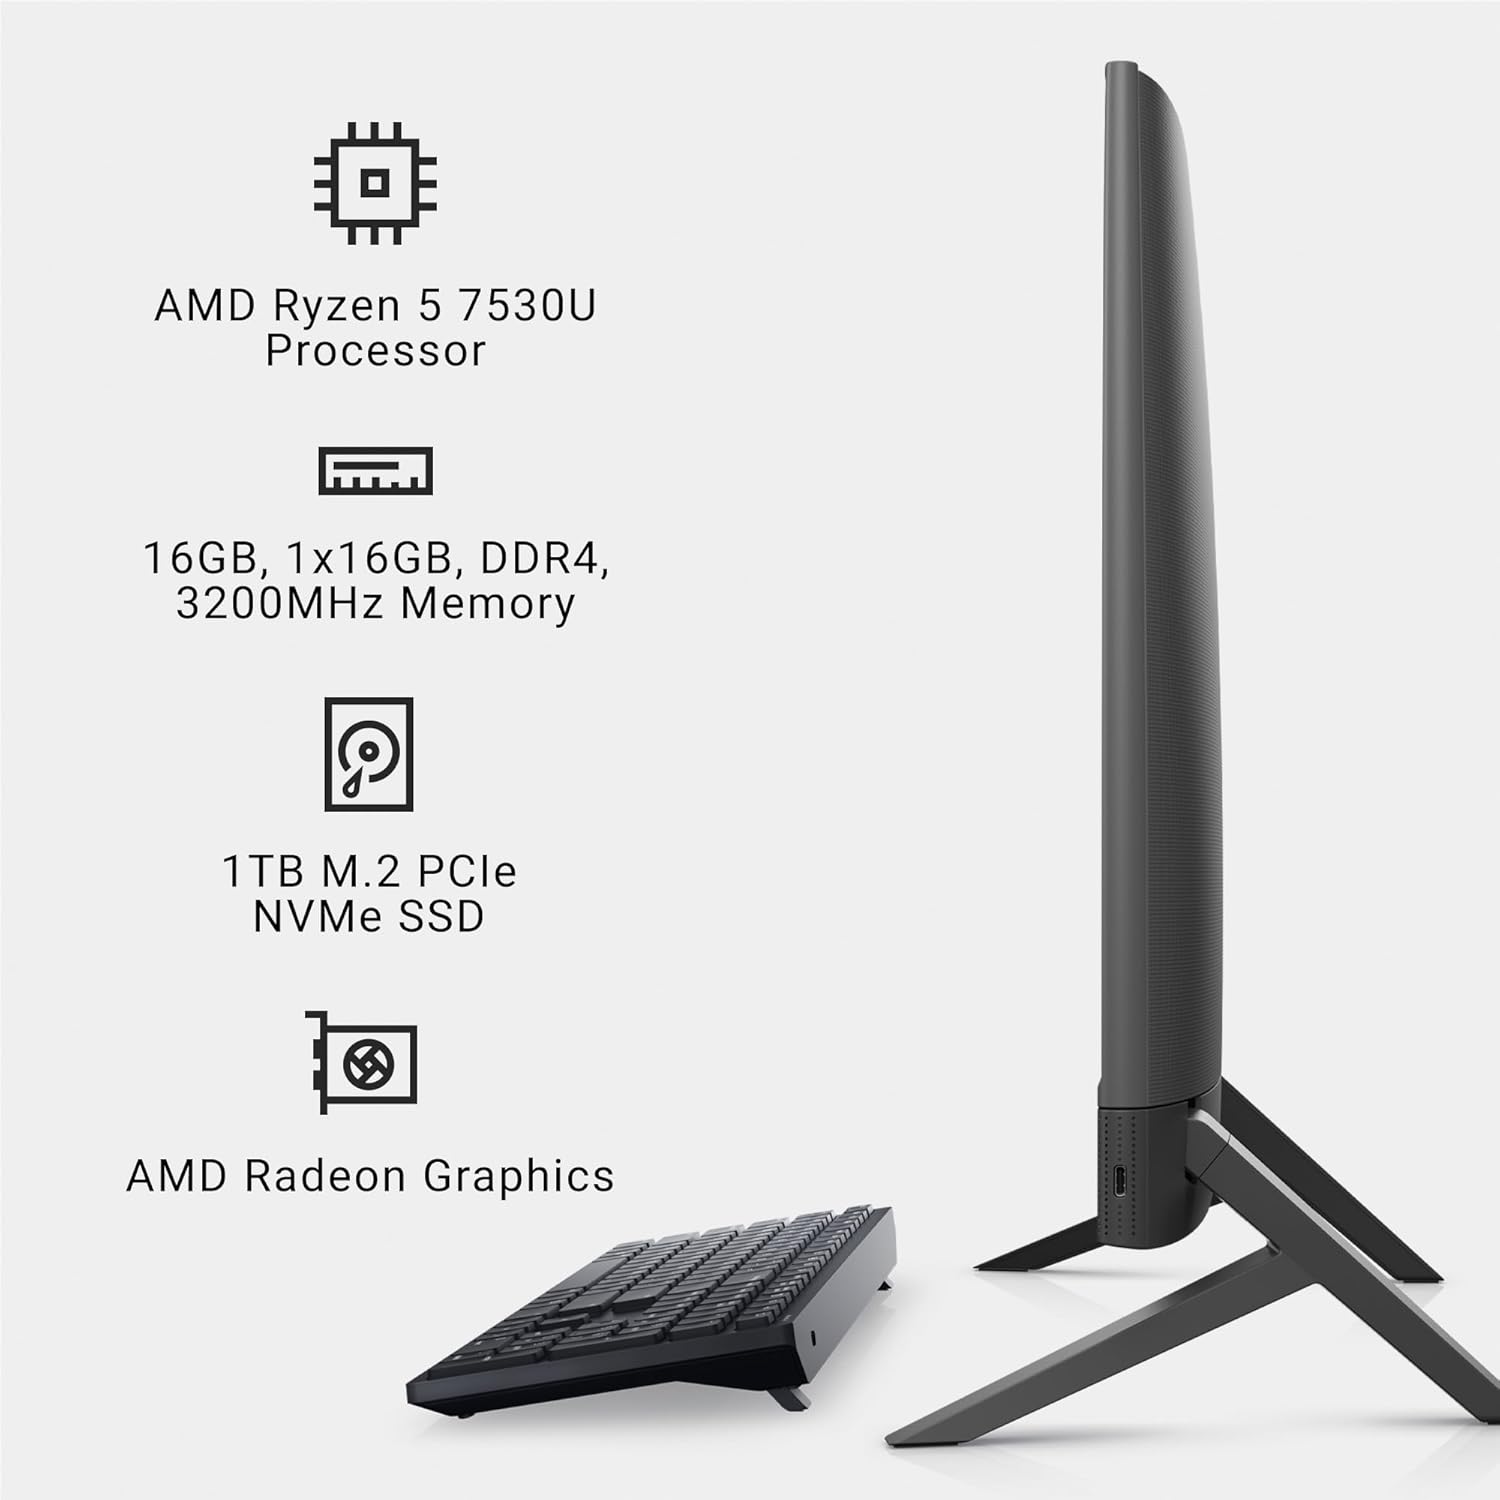 AMD Ryzen 5 7530U
Processor
16GB, 1x16GB, DDR4,
3200MHz Memory
1TB M.2 PCIe
NVMe SSD
AMD Radeon Graphics